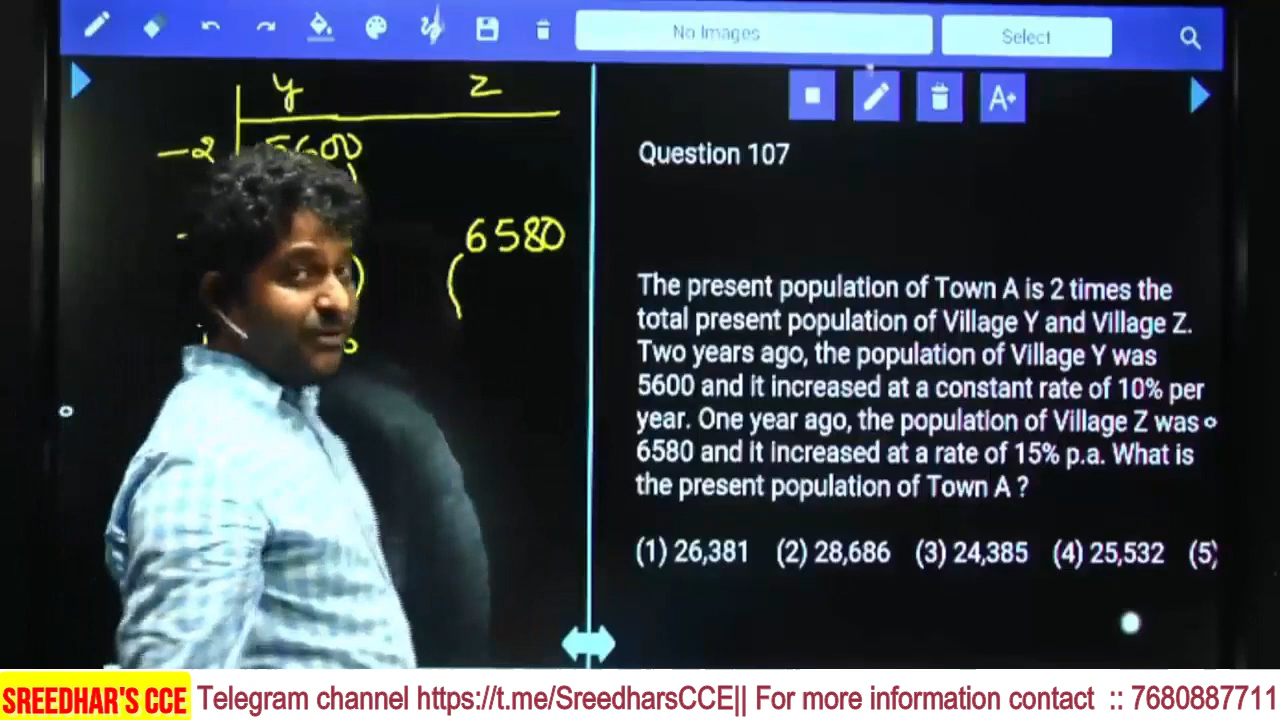 No Images
Select
A+
y z
-2 5600
6580
Question 107
The present population of Town A is 2 times the
total present population of Village Y and Village Z.
Two years ago, the population of Village Y was
5600 and it increased at a constant rate of 10% per
year. One year ago, the population of Village Z was
6580 and it increased at a rate of 15% p.a. What is
the present population of Town A ?
(1) 26,381 (2) 28,686 (3) 24,385 (4) 25,532 (5)
SREEDHAR'S CCE Telegram channel https://t.me/SreedharsCCE|| For more information contact :: 7680887711